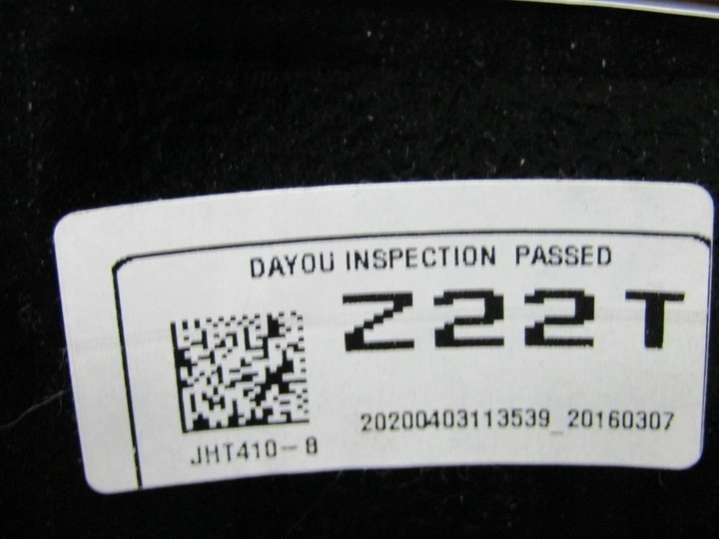 DAYOU INSPECTION PASSED
Z22T
20200403113539_20160307
JHT410-8